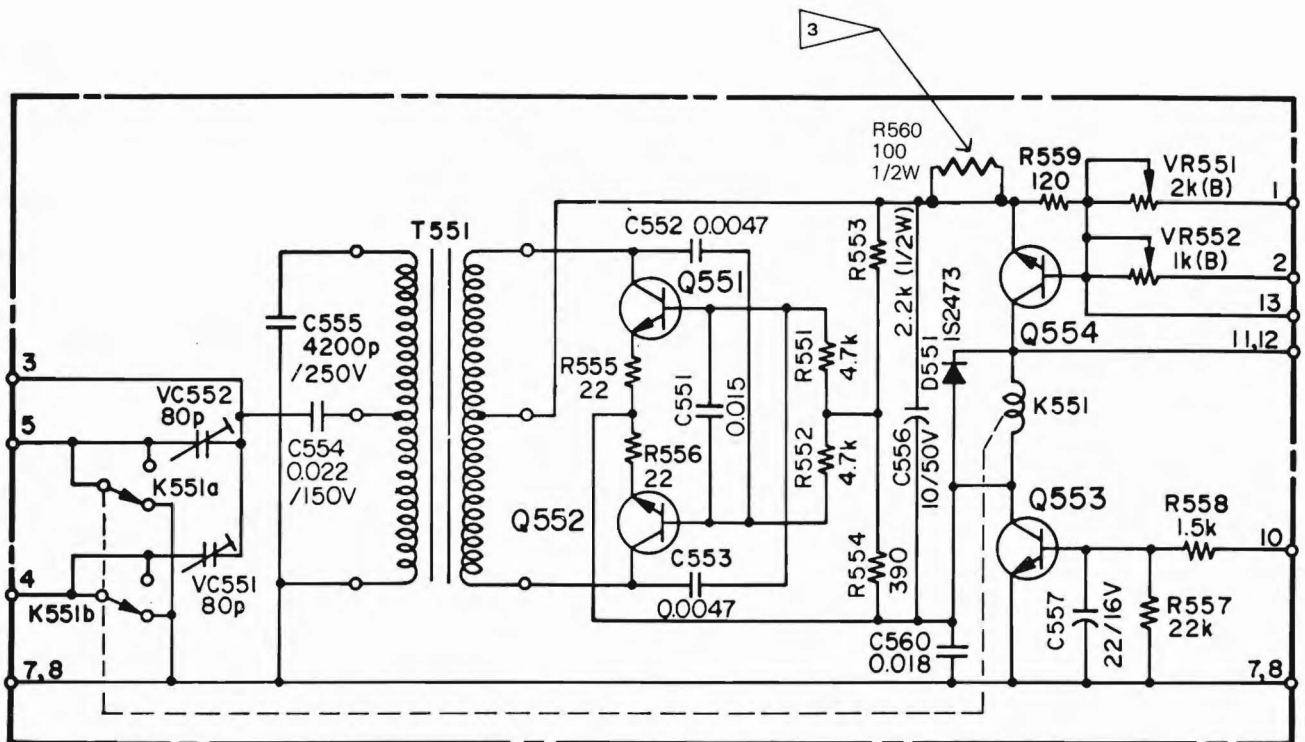 3
R560
100
1/2W
R559
120
VR551
2k(B)
1
T551
C552 0.0047
R553
2.2k (1/2W)
VR552
1k(B)
2
Q551
13
IS2473
Q554
11,12
C555
4200p
/250V
3
R555
22
C551
0.015
R551
4.7k
D551
VC552
80p
K551
5
C554
0.022
/150V
R556
22
R552
4.7k
C556
10/50V
K551a
Q552
Q553
R558
1.5k
10
VC551
80p
C553
0.0047
R554
390
4
K551b
C557
22/16V
R557
22k
C560
0.018
7,8
7,8